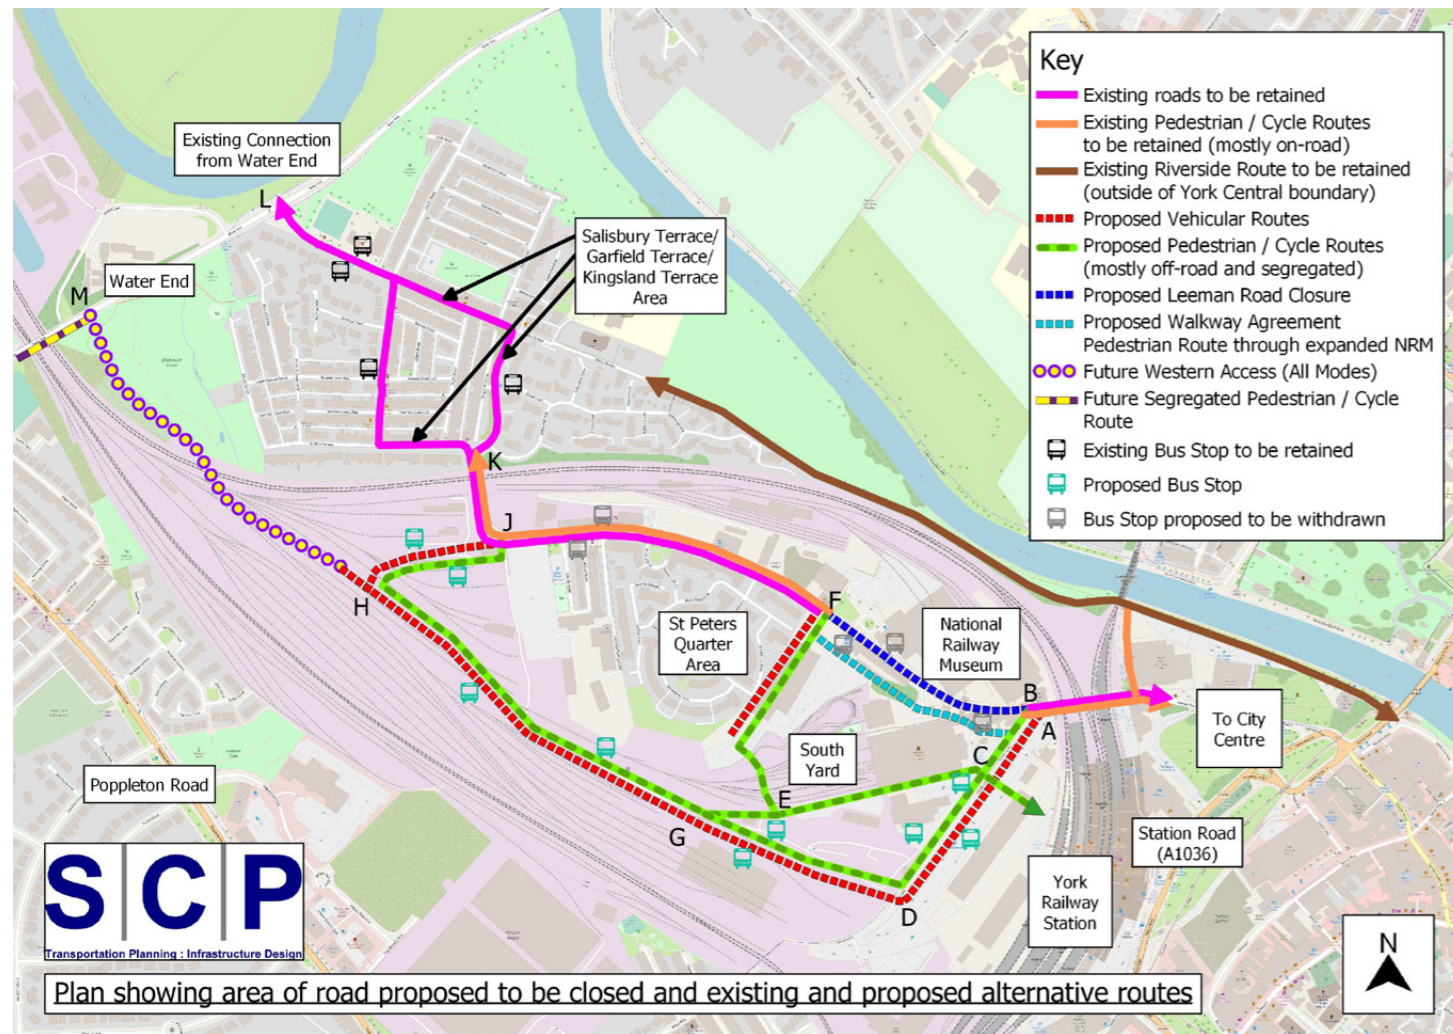 Key
Existing roads to be retained
Existing Pedestrian / Cycle Routes
to be retained (mostly on-road)
Existing Riverside Route to be retained
(outside of York Central boundary)
Proposed Vehicular Routes
Proposed Pedestrian / Cycle Routes
(mostly off-road and segregated)
Proposed Leeman Road Closure
Proposed Walkway Agreement
Pedestrian Route through expanded NRM
Future Western Access (All Modes)
Future Segregated Pedestrian / Cycle
Route
Existing Bus Stop to be retained
Proposed Bus Stop
Bus Stop proposed to be withdrawn
Existing Connection
from Water End
L
Salisbury Terrace/
Garfield Terrace/
Kingsland Terrace
Area
Water End
M
K
J
H
F
St Peters
Quarter
Area
National
Railway
Museum
B
A
To City
Centre
South
Yard
C
E
Poppleton Road
G
D
Station Road
(A1036)
York
Railway
Station
S|C|P
Transportation Planning : Infrastructure Design
N
Plan showing area of road proposed to be closed and existing and proposed alternative routes